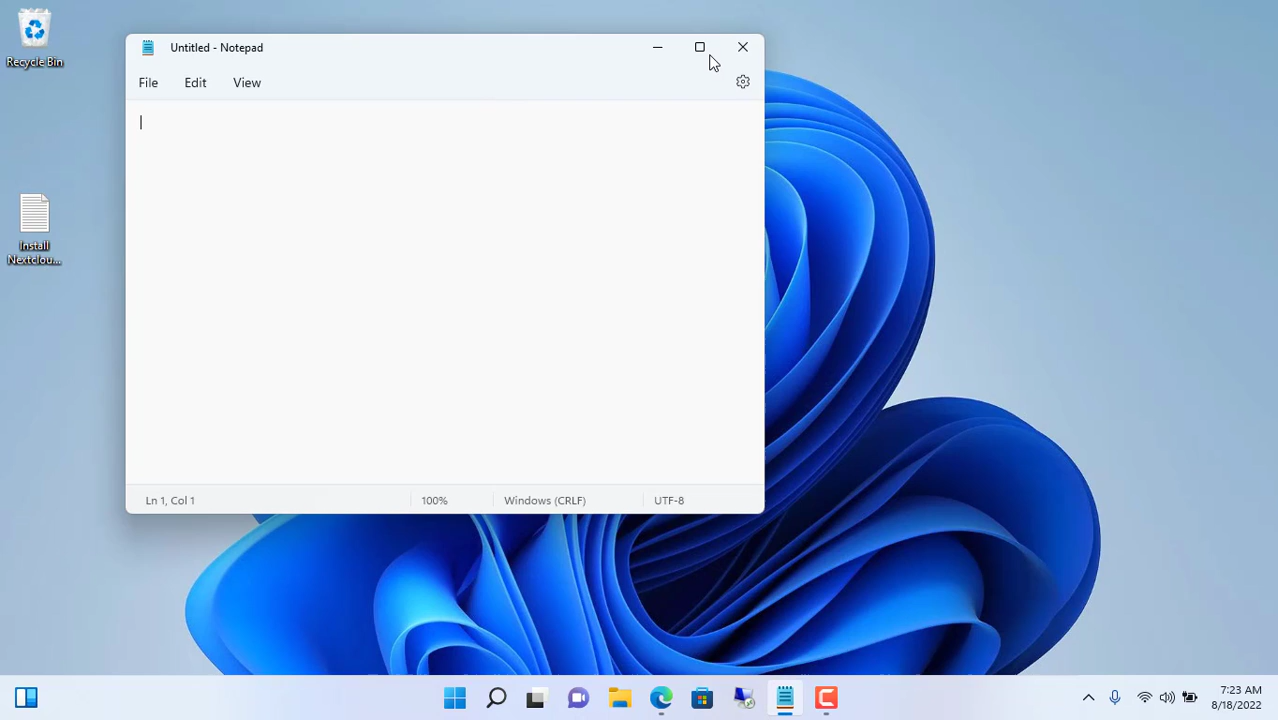 Recycle Bin
Install
Nextclou...
Untitled - Notepad
File Edit View
Ln 1, Col 1 100% Windows (CRLF) UTF-8
7:23 AM
8/18/2022